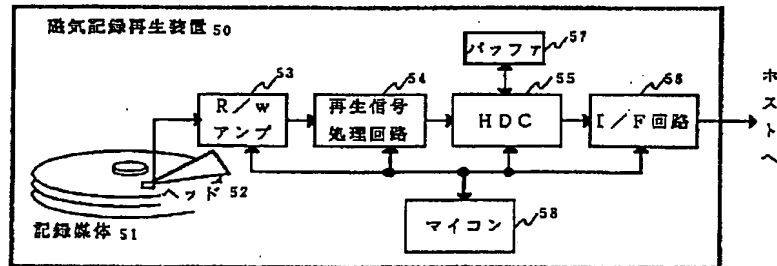 磁気記録再生装置 50
53
R/w
アンプ
54
再生信号
処理回路
バッファ
57
55
HDC
56
I/F回路
ホストへ
ヘッド 52
記録媒体 51
マイコン
58